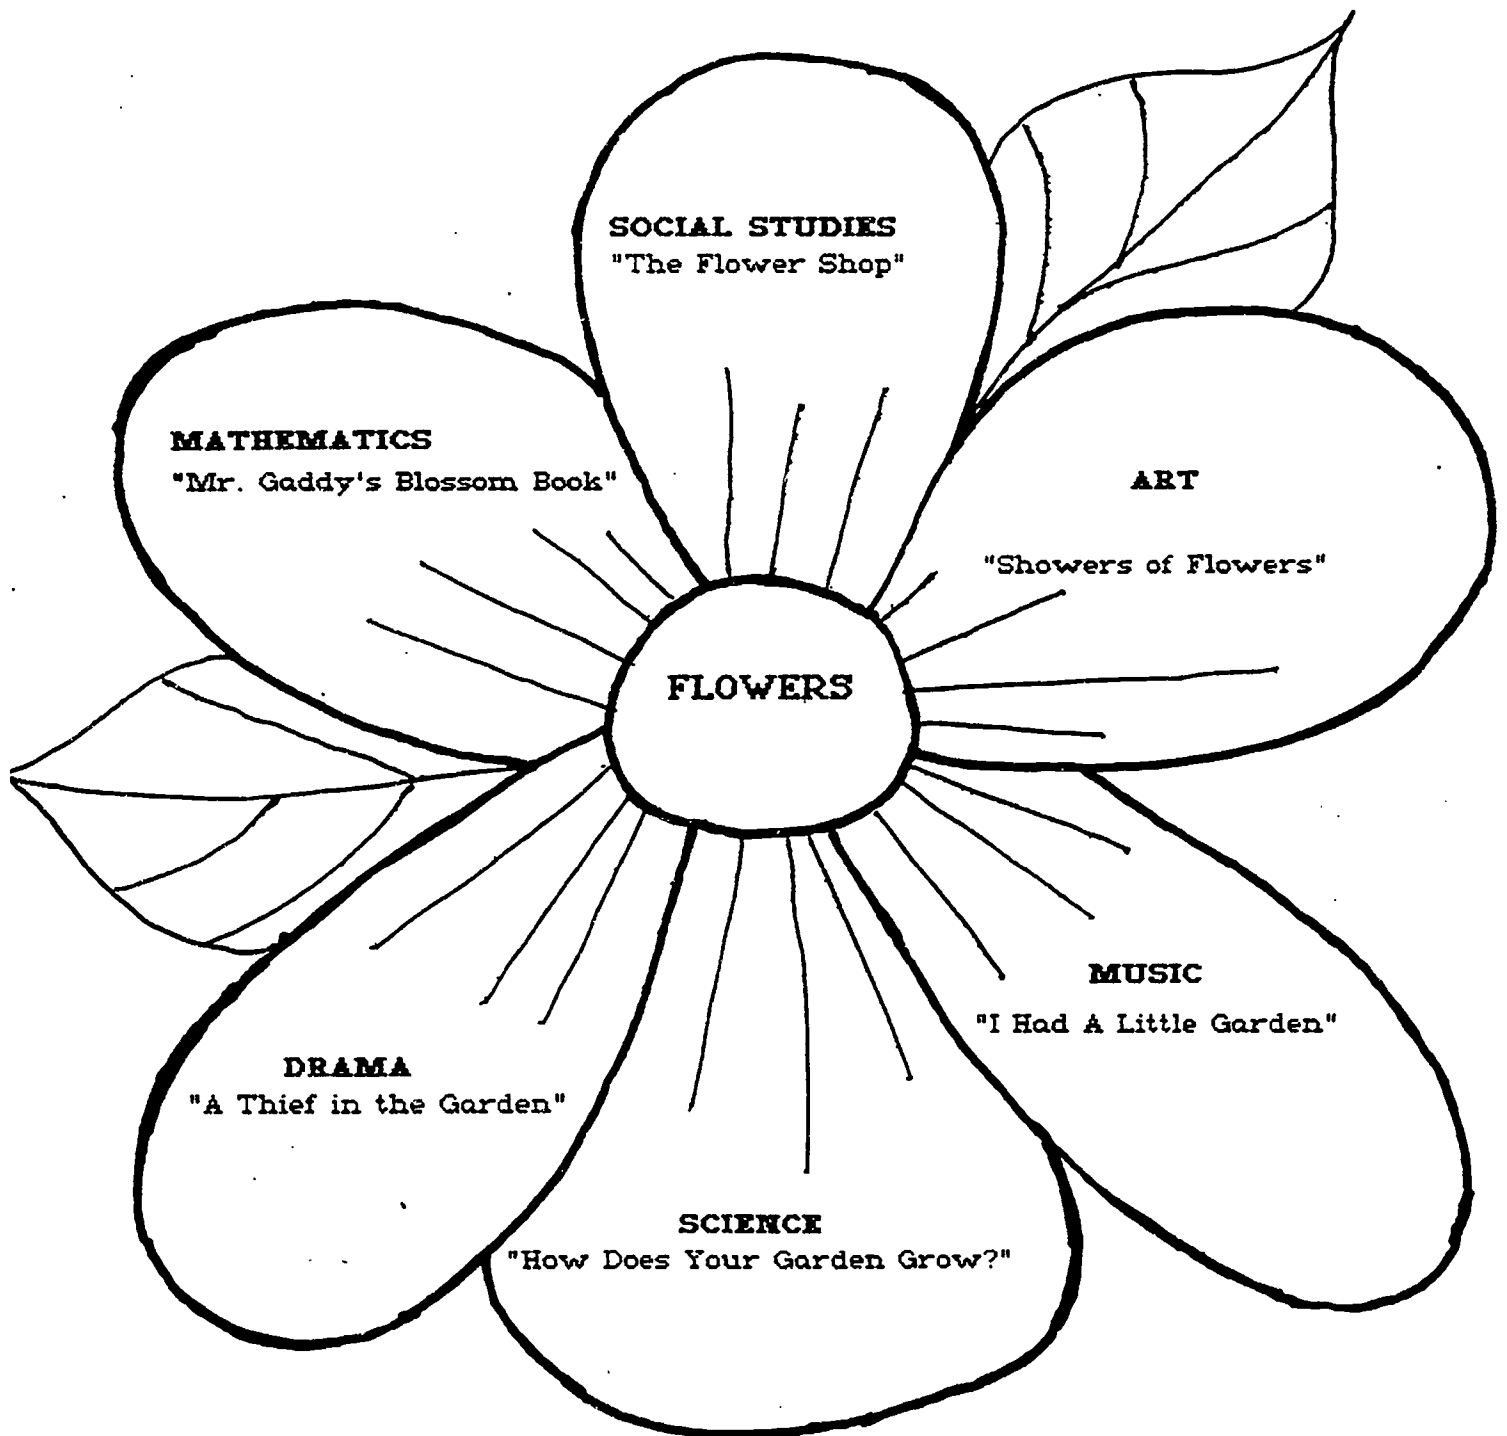 SOCIAL STUDIES
"The Flower Shop"
MATHEMATICS
"Mr. Gaddy's Blossom Book"
ART
"Showers of Flowers"
FLOWERS
MUSIC
"I Had A Little Garden"
DRAMA
"A Thief in the Garden"
SCIENCE
"How Does Your Garden Grow?"